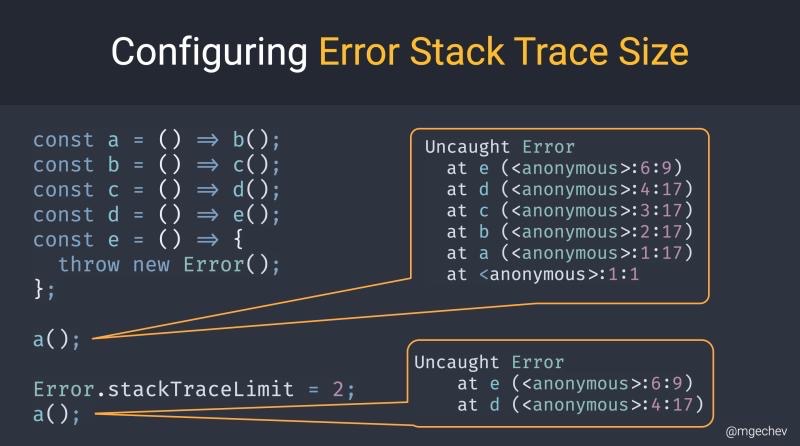 Configuring Error Stack Trace Size
const a = () => b();
const b = () => c();
const c = () => d();
const d = () => e();
const e = () => {
  throw new Error();
};
a();
Uncaught Error
  at e (<anonymous>:6:9)
  at d (<anonymous>:4:17)
  at c (<anonymous>:3:17)
  at b (<anonymous>:2:17)
  at a (<anonymous>:1:17)
  at <anonymous>:1:1
Error.stackTraceLimit = 2;
a();
Uncaught Error
    at e (<anonymous>:6:9)
    at d (<anonymous>:4:17)
@mgechev